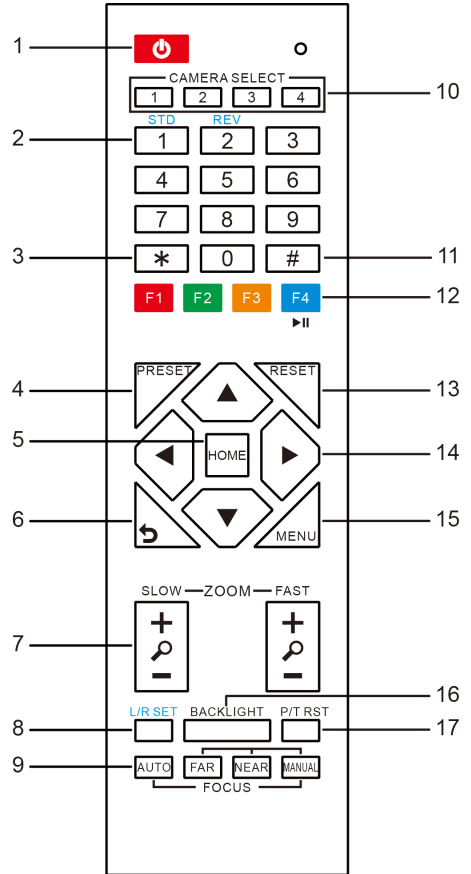 1
CAMERA SELECT
1 2 3 4
10
STD REV
2
1 2 3
4 5 6
7 8 9
3
* 0 #
11
F1 F2 F3 F4
12
PRESET RESET
4
13
5
HOME
14
6
MENU
15
SLOW ZOOM FAST
+ +
7
- -
16
L/R SET BACKLIGHT P/T RST
8
17
9
AUTO FAR NEAR MANUAL
FOCUS